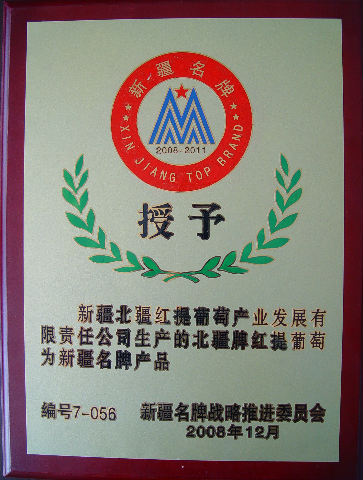 新疆名牌
2008-2011
XIN JIANG TOP BRAND
授予
新疆北疆红提葡萄产业发展有
限责任公司生产的北疆牌红提葡萄
为新疆名牌产品
编号7-056
新疆名牌战略推进委员会
2008年12月